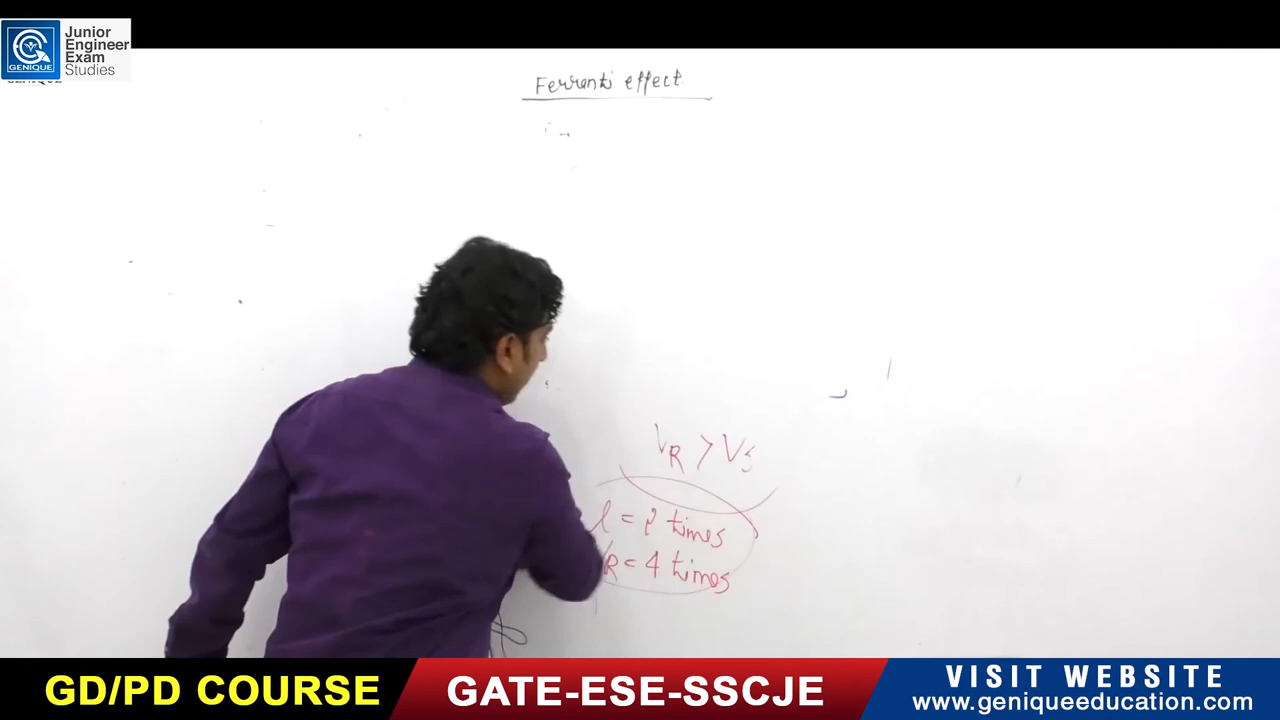 Junior
Engineer
Exam
Studies
GENIQUE
Ferranti effect
VR > Vs
l = 2 times
VR = 4 times
GD/PD COURSE
GATE-ESE-SSCJE
VISIT WEBSITE
www.geniqueeducation.com